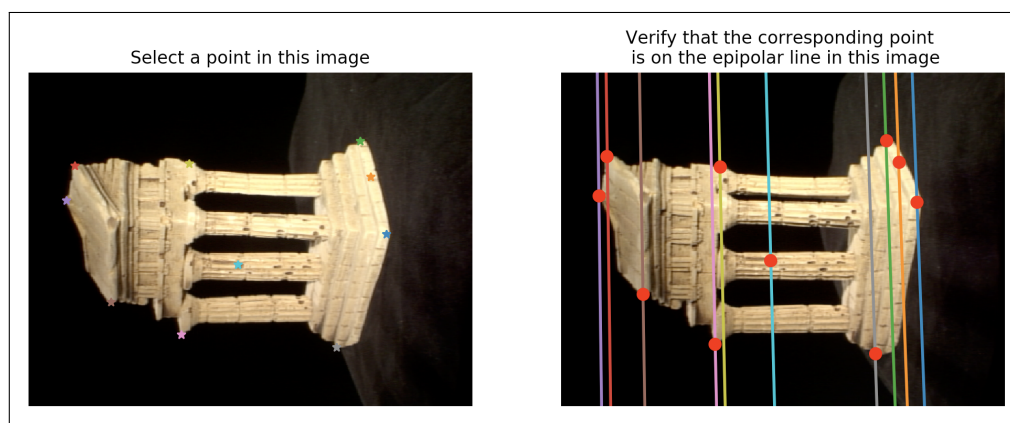 Select a point in this image
Verify that the corresponding point
is on the epipolar line in this image